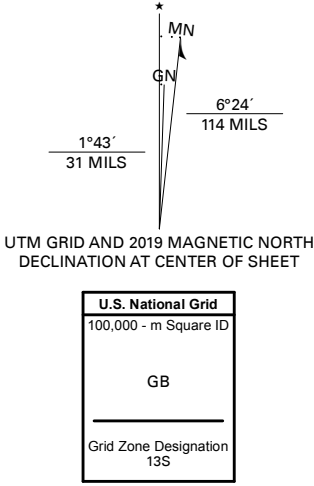 ★
MN
GN
6°24´
114 MILS
1°43´
31 MILS
UTM GRID AND 2019 MAGNETIC NORTH
DECLINATION AT CENTER OF SHEET
U.S. National Grid
100,000 - m Square ID
GB
Grid Zone Designation
13S